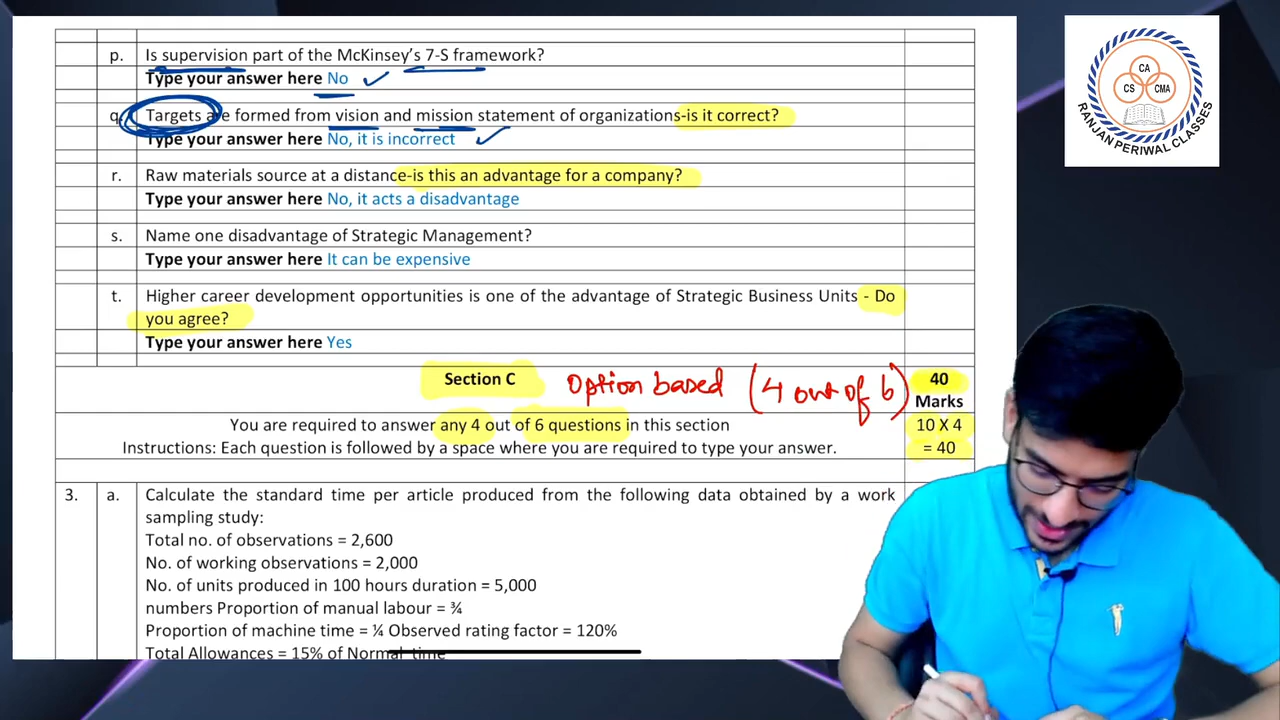 p. Is supervision part of the McKinsey's 7-S framework?
Type your answer here No
q. Targets are formed from vision and mission statement of organizations-is it correct?
Type your answer here No, it is incorrect
r. Raw materials source at a distance-is this an advantage for a company?
Type your answer here No, it acts a disadvantage
s. Name one disadvantage of Strategic Management?
Type your answer here It can be expensive
t. Higher career development opportunities is one of the advantage of Strategic Business Units - Do
you agree?
Type your answer here Yes
Section C Option based (4 out of 6) 40
Marks
You are required to answer any 4 out of 6 questions in this section 10 X 4
Instructions: Each question is followed by a space where you are required to type your answer. = 40
3. a. Calculate the standard time per article produced from the following data obtained by a work
sampling study:
Total no. of observations = 2,600
No. of working observations = 2,000
No. of units produced in 100 hours duration = 5,000
numbers Proportion of manual labour = ¾
Proportion of machine time = ¼ Observed rating factor = 120%
Total Allowances = 15% of Normal time
CA
CS
CMA
RANJAN PERIWAL CLASSES